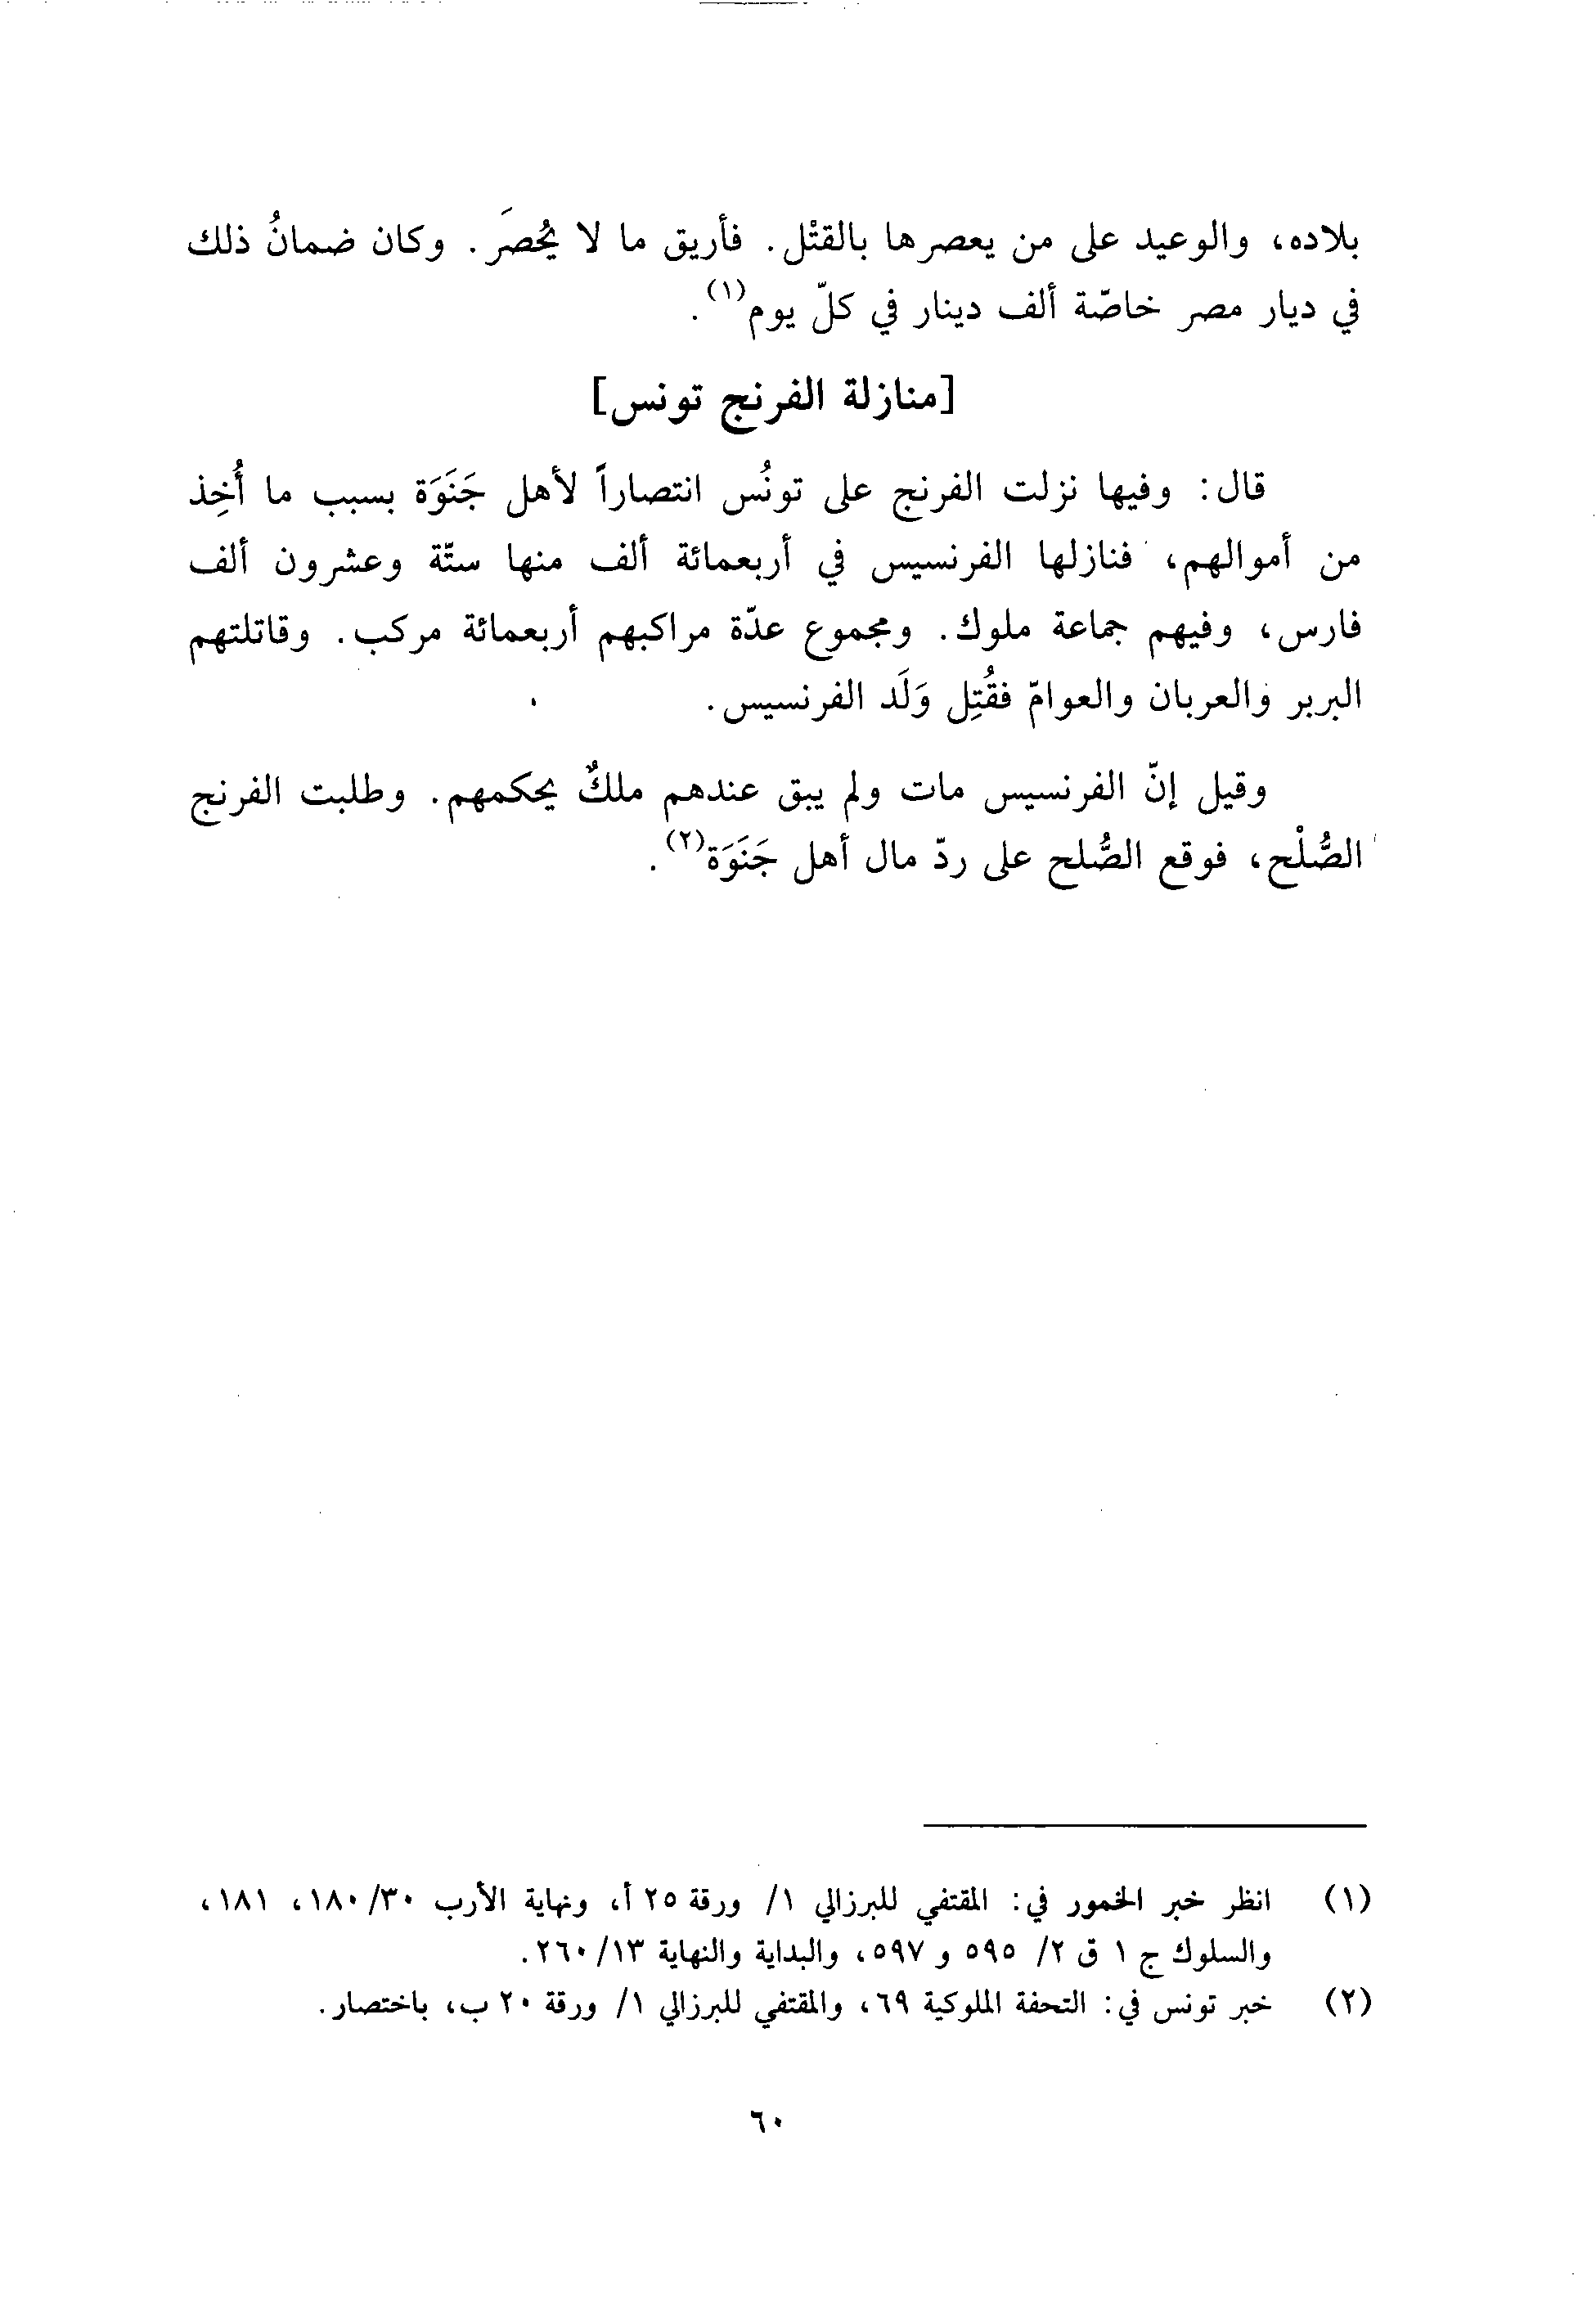 بلاده، والوعيد على من يعصرها بالقتْل. فأريق ما لا يُحصَر. وكان ضمانُ ذلك
في ديار مصر خاصّة ألف دينار في كلّ يوم(١).
[منازلة الفرنج تونس]
قال: وفيها نزلت الفرنج على تونُس انتصاراً لأهل جَنَوَة بسبب ما أُخِذ
من أموالهم، فنازلها الفرنسيس في أربعمائة ألف منها ستّة وعشرون ألف
فارس، وفيهم جماعة ملوك. ومجموع عدّة مراكبهم أربعمائة مركب. وقاتلتهم
البربر والعربان والعوامّ فقُتِل وَلَد الفرنسيس.
وقيل إنّ الفرنسيس مات ولم يبق عندهم ملكٌ يحكمهم. وطلبت الفرنج
الصُّلْح، فوقع الصُّلح على ردّ مال أهل جَنَوَة(٢).
(١) انظر خبر الخمور في: المقتفي للبرزالي ١/ ورقة ٢٥ أ، ونهاية الأرب ٣٠/ ١٨٠، ١٨١،
والسلوك ج ١ ق ٢/ ٥٩٥ و ٥٩٧، والبداية والنهاية ١٣/ ٢٦٠.
(٢) خبر تونس في: التحفة الملوكية ٦٩، والمقتفي للبرزالي ١/ ورقة ٢٠ ب، باختصار.
٦٠